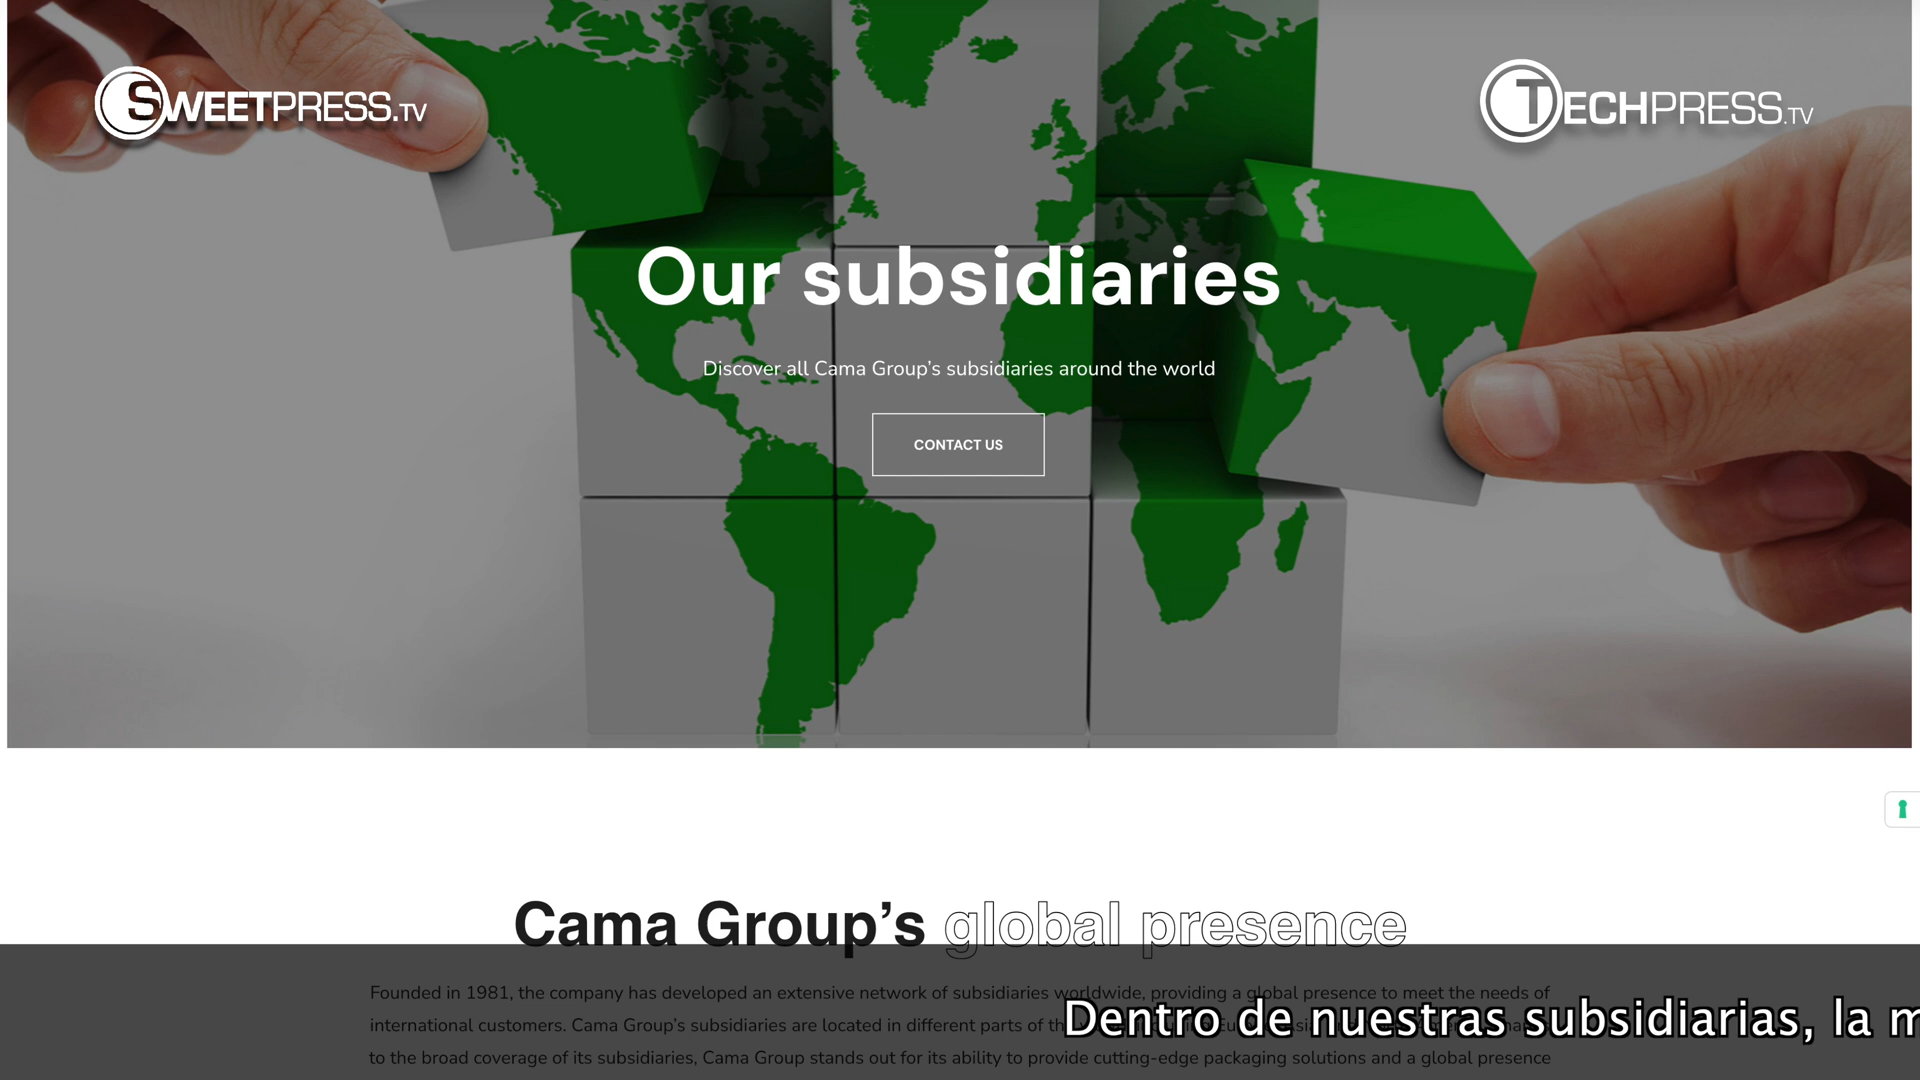 SWEETPRESS.TV
TECHPRESS.TV
Our subsidiaries
Discover all Cama Group's subsidiaries around the world
CONTACT US
Cama Group's global presence
Founded in 1981, the company has developed an extensive network of subsidiaries worldwide, providing a global presence to meet the needs of
international customers. Cama Group's subsidiaries are located in different parts of
to the broad coverage of its subsidiaries, Cama Group stands out for its ability to provide cutting-edge packaging solutions and a global presence
Dentro de nuestras subsidiarias, la m